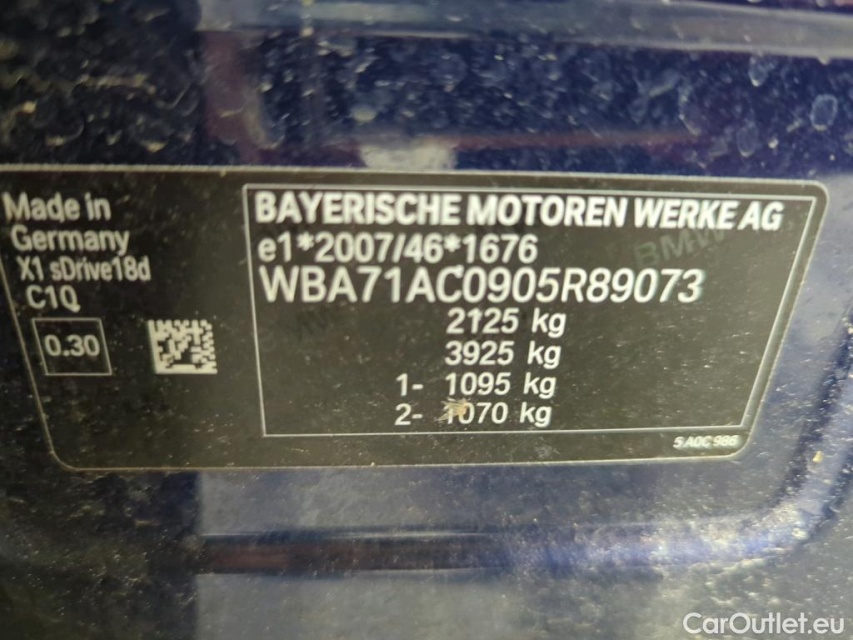 Made in
Germany
X1 sDrive18d
C1Q
0.30
BAYERISCHE MOTOREN WERKE AG
e1*2007/46*1676
WBA71AC0905R89073
2125 kg
3925 kg
1- 1095 kg
2- 1070 kg
5 A0C 986
BMW
CarOutlet.eu